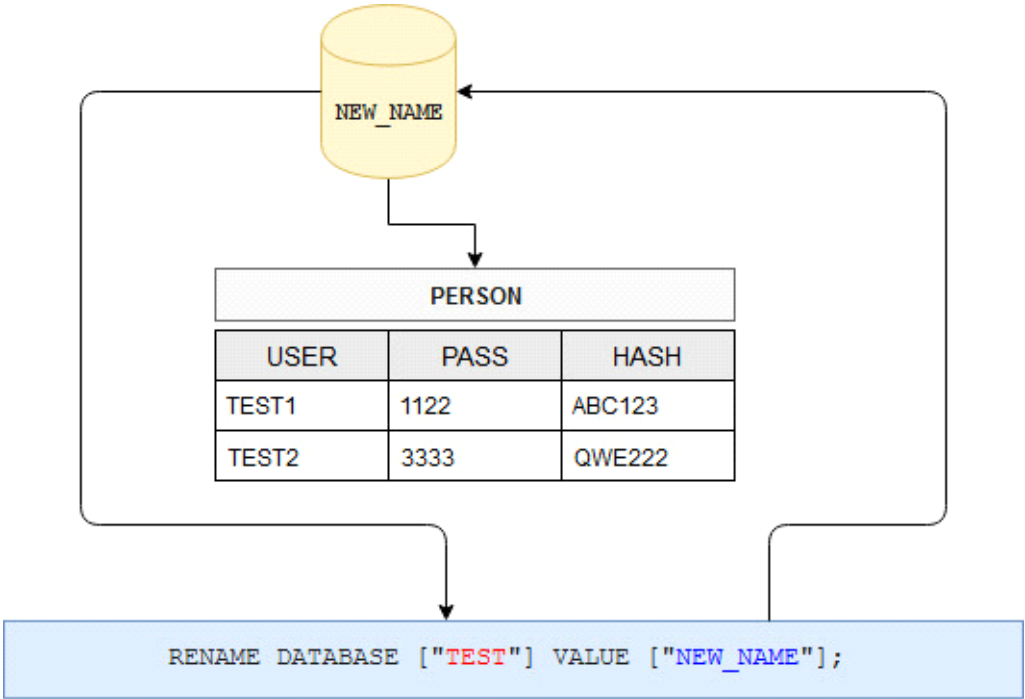 NEW_NAME
PERSON
USER PASS HASH
TEST1 1122 ABC123
TEST2 3333 QWE222
RENAME DATABASE ["TEST"] VALUE ["NEW_NAME"];